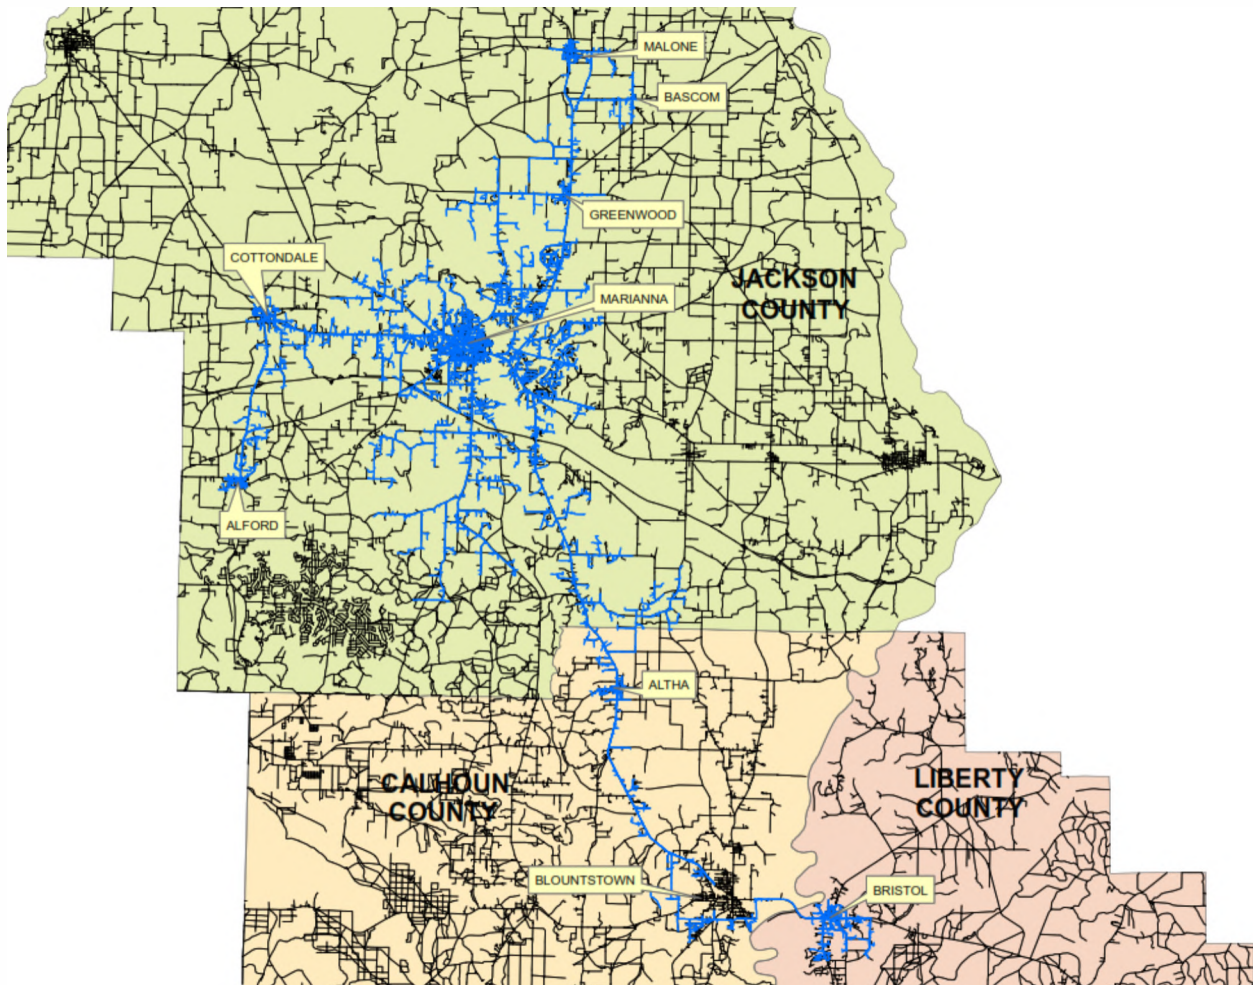 MALONE
BASCOM
GREENWOOD
COTTONDALE
MARIANNA
JACKSON
COUNTY
ALFORD
ALTHA
CALHOUN
COUNTY
LIBERTY
COUNTY
BLOUNTSTOWN
BRISTOL